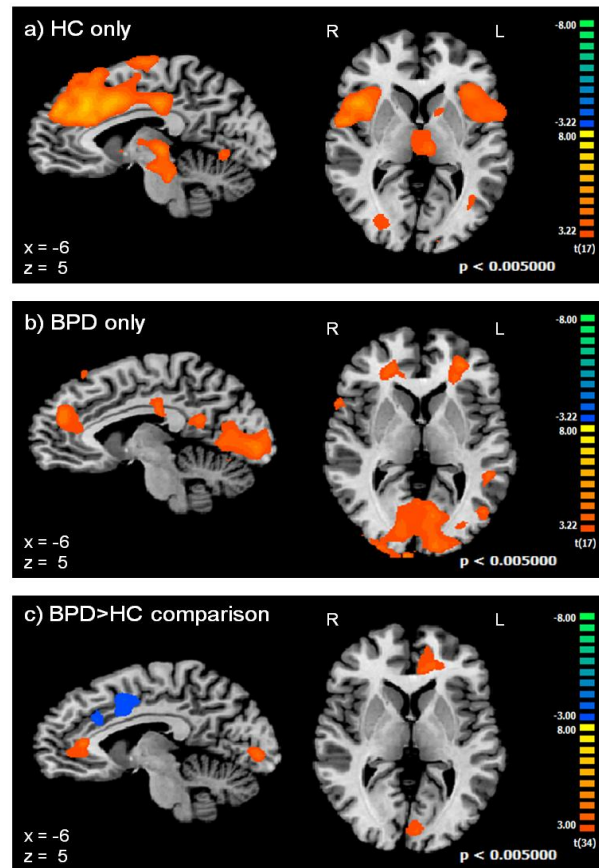 a) HC only
R
L
-8.00
-3.22
8.00
3.22
t(17)
x = -6
z = 5
p < 0.005000
b) BPD only
R
L
-8.00
-3.22
8.00
3.22
t(17)
x = -6
z = 5
p < 0.005000
c) BPD>HC comparison
R
L
-8.00
-3.00
8.00
3.00
t(34)
x = -6
z = 5
p < 0.005000